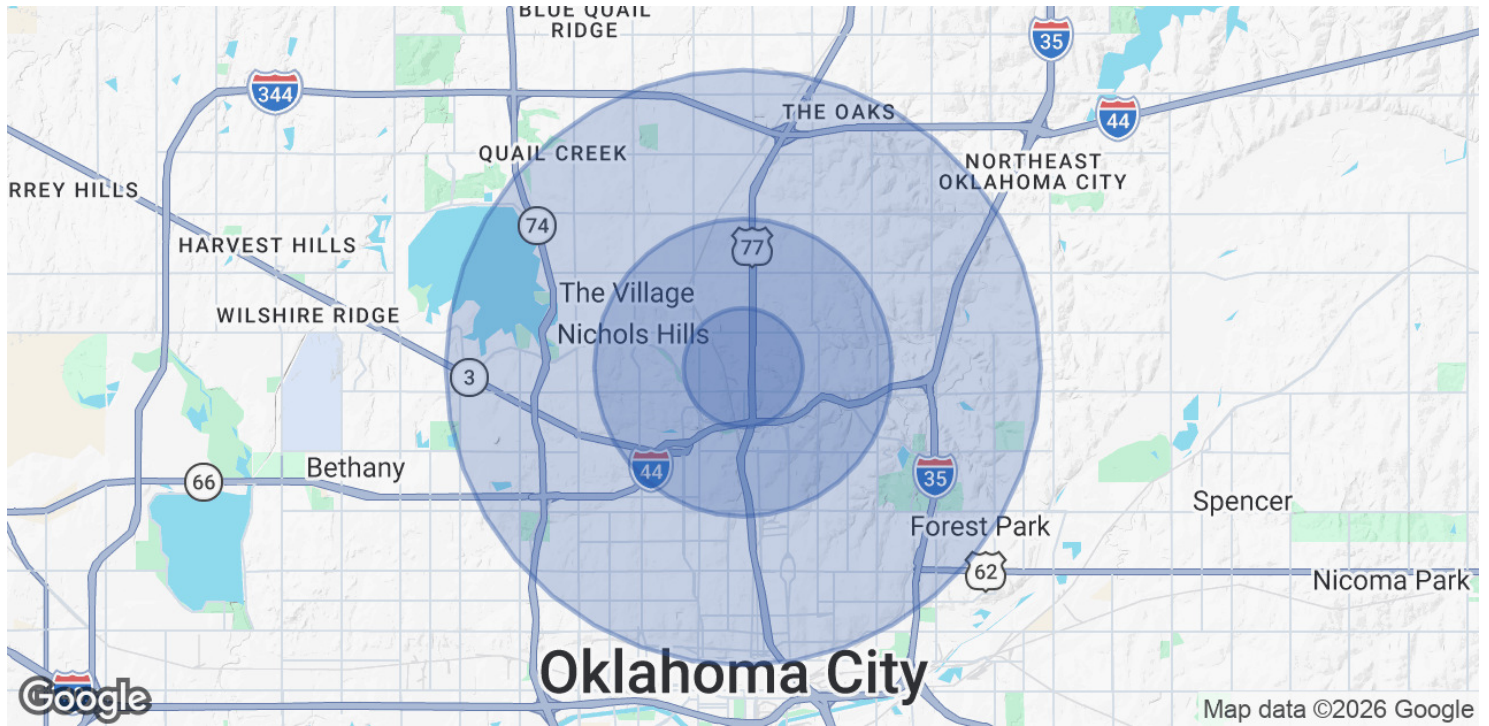 BLUE QUAIL
RIDGE
35
344
44
THE OAKS
QUAIL CREEK
NORTHEAST
OKLAHOMA CITY
RREY HILLS
74
77
HARVEST HILLS
The Village
WILSHIRE RIDGE
Nichols Hills
3
Bethany
44
66
35
Spencer
Forest Park
62
Nicoma Park
Oklahoma City
Google
Map data ©2026 Google